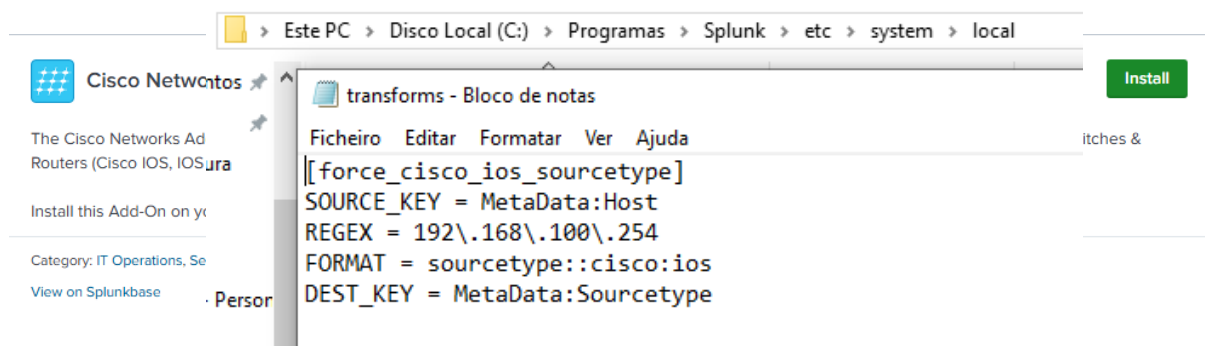 Este PC > Disco Local (C:) > Programas > Splunk > etc > system > local
Cisco Netwo
ntos
Install
transforms - Bloco de notas
The Cisco Networks Ad
itches &
Ficheiro Editar Formatar Ver Ajuda
Routers (Cisco IOS, IOS
ura
[force_cisco_ios_sourcetype]
SOURCE_KEY = MetaData:Host
Install this Add-On on yo
REGEX = 192\.168\.100\.254
FORMAT = sourcetype::cisco:ios
Category: IT Operations, Se
DEST_KEY = MetaData:Sourcetype
View on Splunkbase
Person